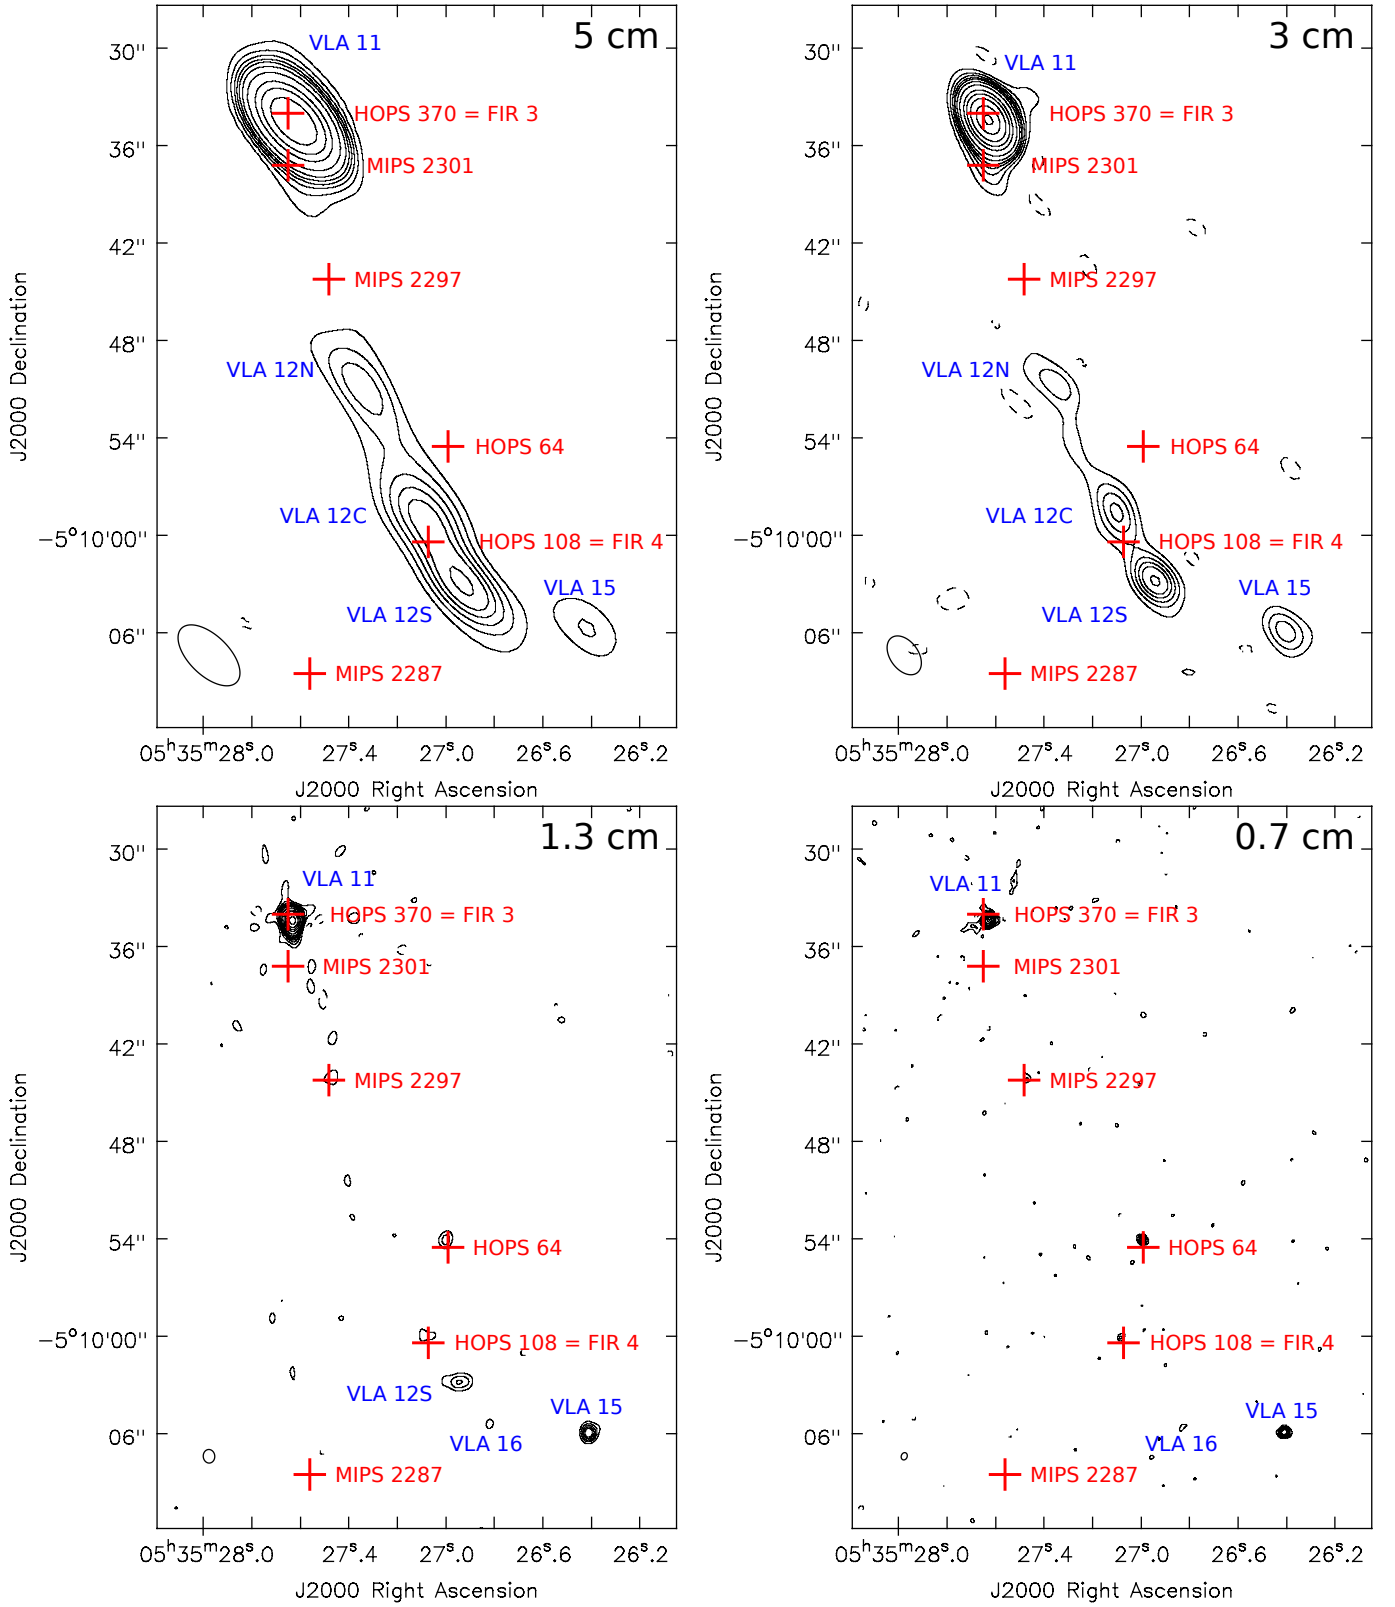 5 cm
VLA 11
30"
HOPS 370 = FIR 3
36"
MIPS 2301
42"
MIPS 2297
J2000 Declination
48"
VLA 12N
54"
HOPS 64
VLA 12C
−5°10'00"
HOPS 108 = FIR 4
VLA 15
VLA 12S
06"
MIPS 2287
05ʰ35ᵐ28ˢ.0 27ˢ.4 27ˢ.0 26ˢ.6 26ˢ.2
J2000 Right Ascension
3 cm
30"
VLA 11
HOPS 370 = FIR 3
36"
MIPS 2301
42"
MIPS 2297
J2000 Declination
48"
VLA 12N
54"
HOPS 64
VLA 12C
−5°10'00"
HOPS 108 = FIR 4
VLA 15
VLA 12S
06"
MIPS 2287
05ʰ35ᵐ28ˢ.0 27ˢ.4 27ˢ.0 26ˢ.6 26ˢ.2
J2000 Right Ascension
1.3 cm
30"
VLA 11
HOPS 370 = FIR 3
36"
MIPS 2301
42"
MIPS 2297
J2000 Declination
48"
54"
HOPS 64
−5°10'00"
HOPS 108 = FIR 4
VLA 12S
VLA 15
06"
VLA 16
MIPS 2287
05ʰ35ᵐ28ˢ.0 27ˢ.4 27ˢ.0 26ˢ.6 26ˢ.2
J2000 Right Ascension
0.7 cm
30"
VLA 11
HOPS 370 = FIR 3
36"
MIPS 2301
42"
MIPS 2297
J2000 Declination
48"
54"
HOPS 64
−5°10'00"
HOPS 108 = FIR 4
VLA 15
06"
VLA 16
MIPS 2287
05ʰ35ᵐ28ˢ.0 27ˢ.4 27ˢ.0 26ˢ.6 26ˢ.2
J2000 Right Ascension